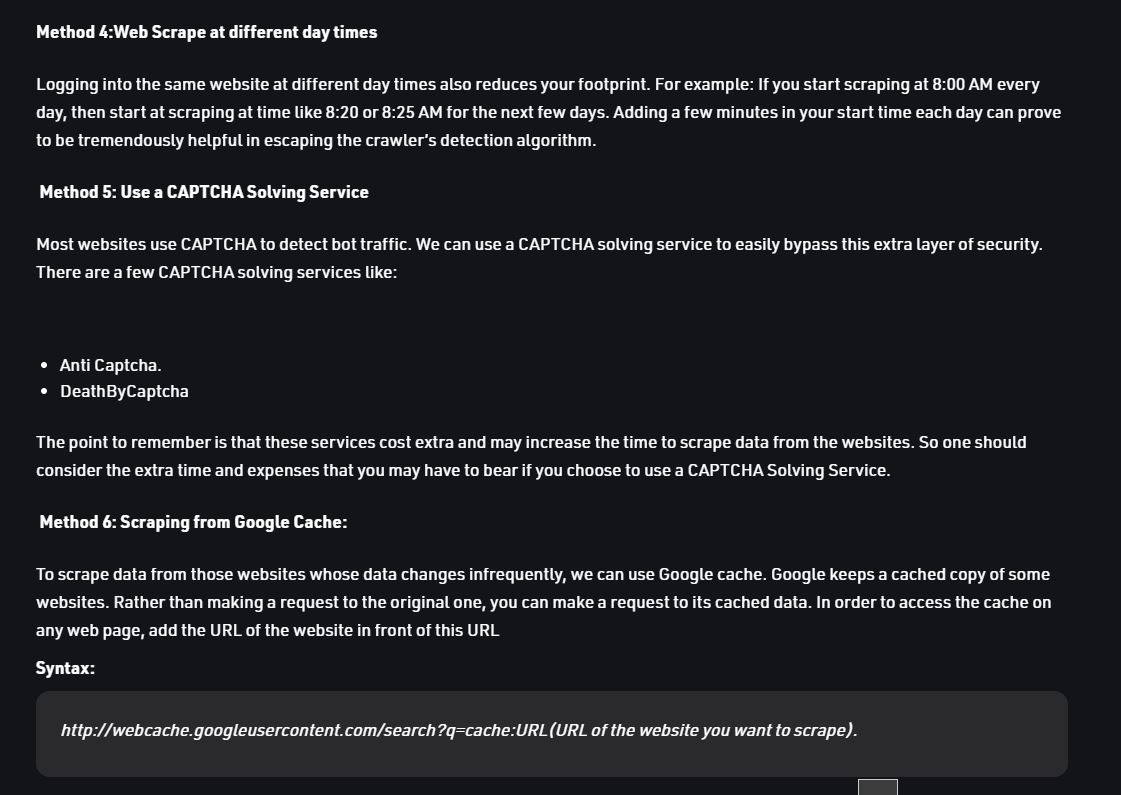 Method 4:Web Scrape at different day times
Logging into the same website at different day times also reduces your footprint. For example: If you start scraping at 8:00 AM every
day, then start at scraping at time like 8:20 or 8:25 AM for the next few days. Adding a few minutes in your start time each day can prove
to be tremendously helpful in escaping the crawler’s detection algorithm.
Method 5: Use a CAPTCHA Solving Service
Most websites use CAPTCHA to detect bot traffic. We can use a CAPTCHA solving service to easily bypass this extra layer of security.
There are a few CAPTCHA solving services like:
• Anti Captcha.
• DeathByCaptcha
The point to remember is that these services cost extra and may increase the time to scrape data from the websites. So one should
consider the extra time and expenses that you may have to bear if you choose to use a CAPTCHA Solving Service.
Method 6: Scraping from Google Cache:
To scrape data from those websites whose data changes infrequently, we can use Google cache. Google keeps a cached copy of some
websites. Rather than making a request to the original one, you can make a request to its cached data. In order to access the cache on
any web page, add the URL of the website in front of this URL
Syntax:
http://webcache.googleusercontent.com/search?q=cache:URL(URL of the website you want to scrape).